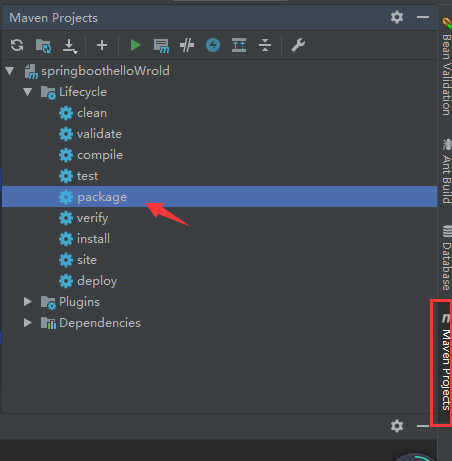 Maven Projects
springboothelloWrold
Lifecycle
clean
validate
compile
test
package
verify
install
site
deploy
Plugins
Dependencies
Bean Validation
Ant Build
Database
Maven Projects